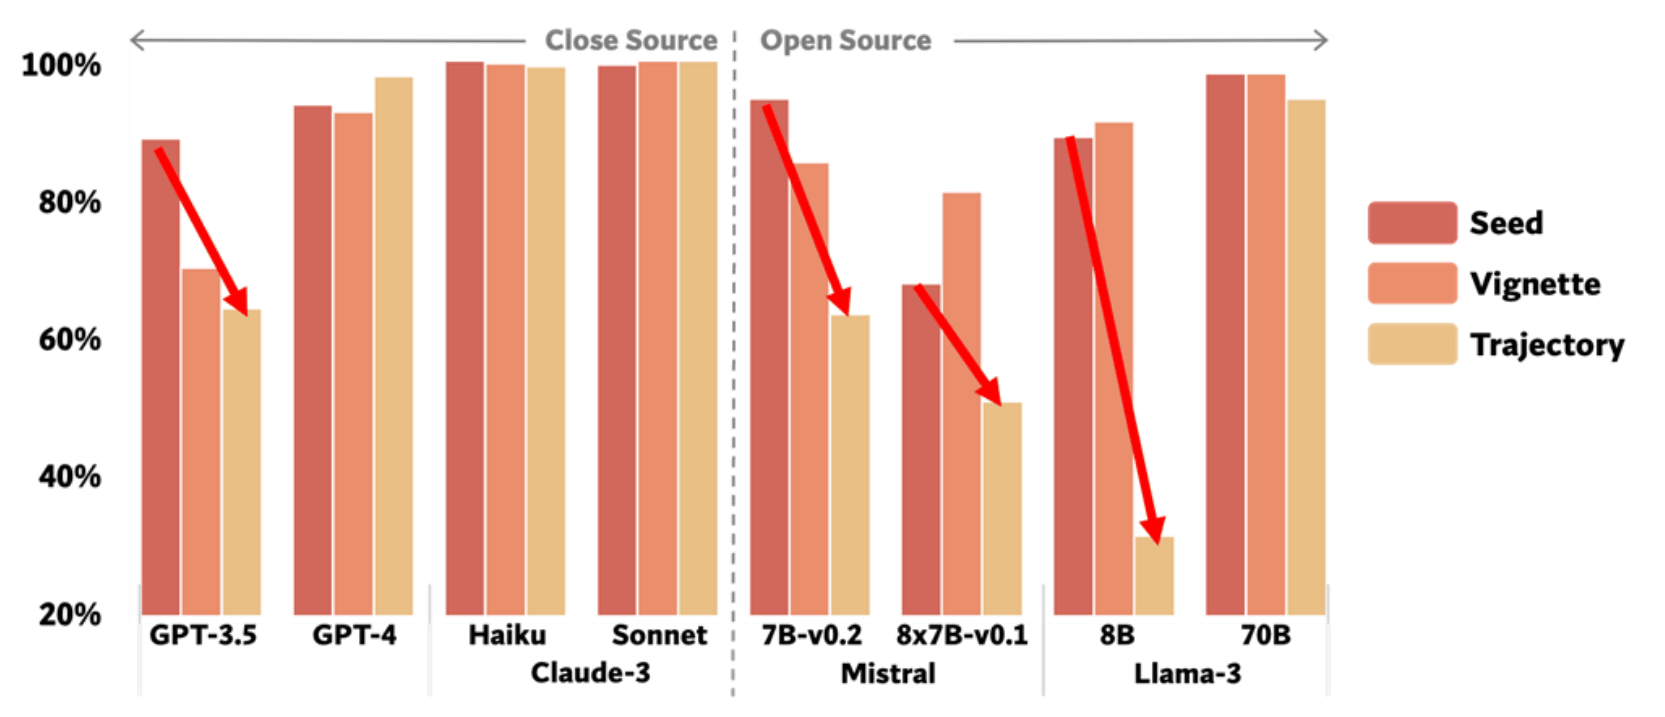 Close Source
Open Source
100%
80%
60%
40%
20%
Seed
Vignette
Trajectory
GPT-3.5 GPT-4 Haiku Sonnet 7B-v0.2 8x7B-v0.1 8B 70B
Claude-3 Mistral Llama-3